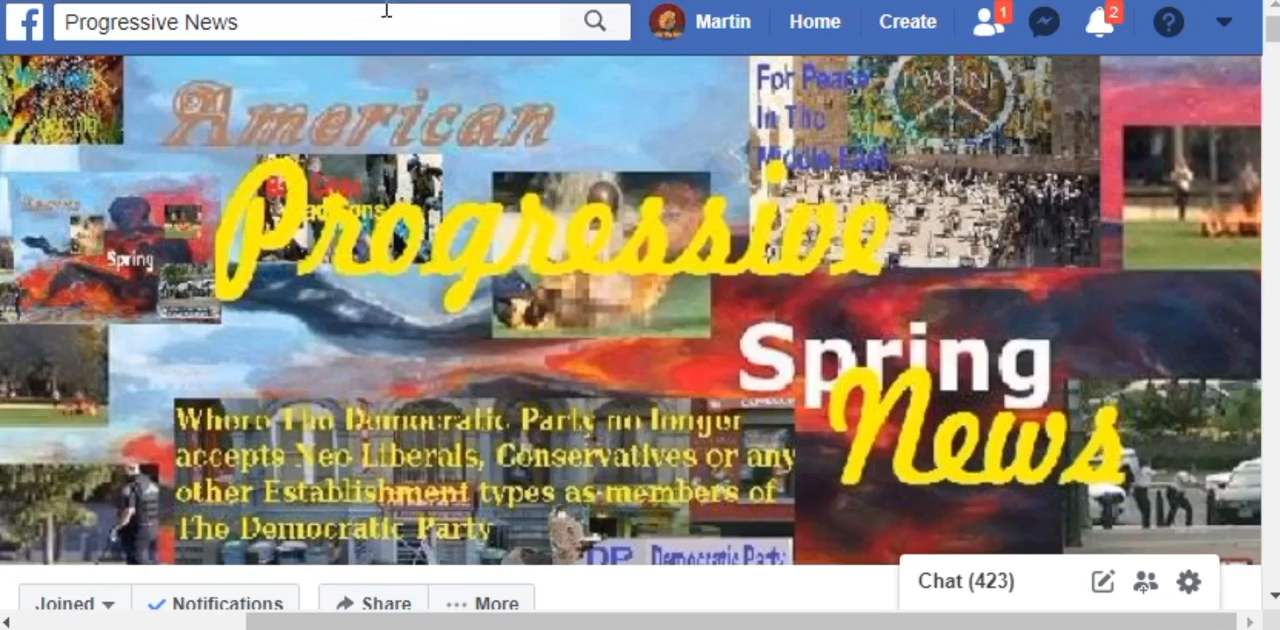 Progressive News
Martin
Home
Create
1
2
American
For Peace
In The
Middle East
IMAGINE
Progressive
Spring
Spring
News
Where The Democratic Party no longer
accepts Neo Liberals, Conservatives or any
other Establishment types as members of
The Democratic Party
DP Democratic Party
Chat (423)
Joined
Notifications
Share
More